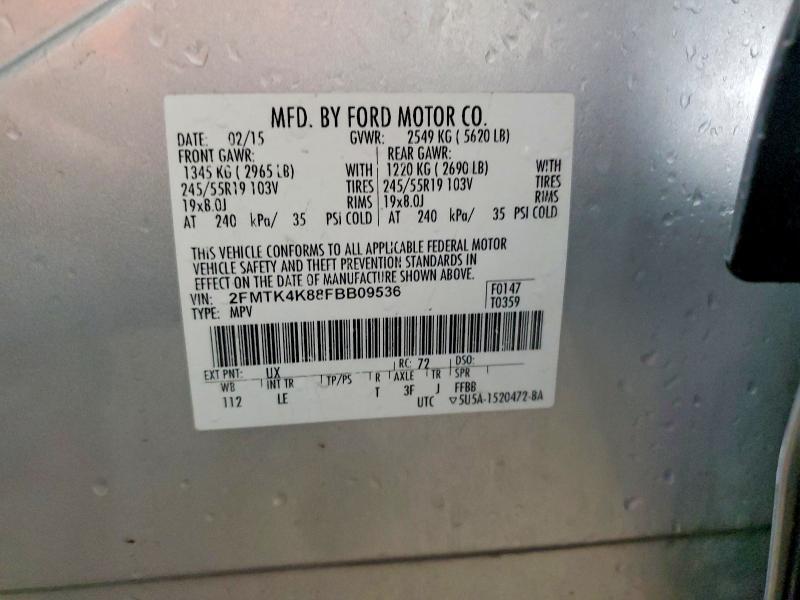 MFD. BY FORD MOTOR CO.
DATE: 02/15 GVWR: 2549 KG ( 5620 LB)
FRONT GAWR: REAR GAWR:
1345 KG ( 2965 LB) WITH 1220 KG ( 2690 LB) WITH
245/55R19 103V TIRES 245/55R19 103V TIRES
19x8.0J RIMS 19x8.0J RIMS
AT 240 kPa/ 35 PSI COLD AT 240 kPa/ 35 PSI COLD
THIS VEHICLE CONFORMS TO ALL APPLICABLE FEDERAL MOTOR
VEHICLE SAFETY AND THEFT PREVENTION STANDARDS IN
EFFECT ON THE DATE OF MANUFACTURE SHOWN ABOVE.
VIN: 2FMTK4K88FBB09536 F0147
TYPE: MPV T0359
EXT PNT: UX RC: 72 DSO:
WB INT TR TP/PS R AXLE TR SPR
112 LE T 3F J FFBB
UTC ▽5U5A-1520472-BA